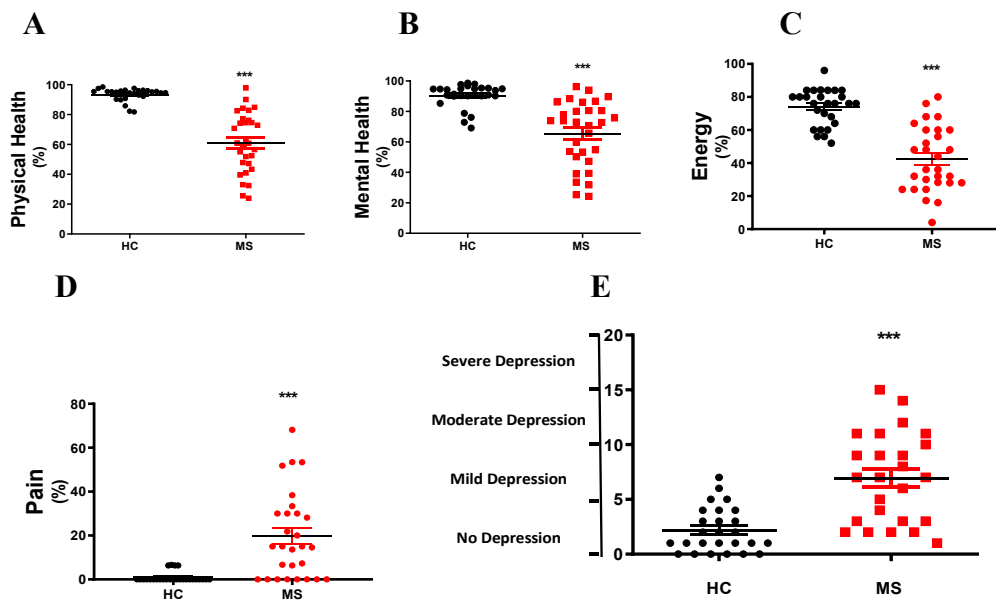 A
Physical Health
(%)
100
80
60
40
20
0
***
HC
MS
B
Mental Health
(%)
100
80
60
40
20
0
***
HC
MS
C
Energy
(%)
100
80
60
40
20
0
***
HC
MS
D
Pain
(%)
80
60
40
20
0
***
HC
MS
E
Severe Depression
Moderate Depression
Mild Depression
No Depression
20
15
10
5
0
***
HC
MS